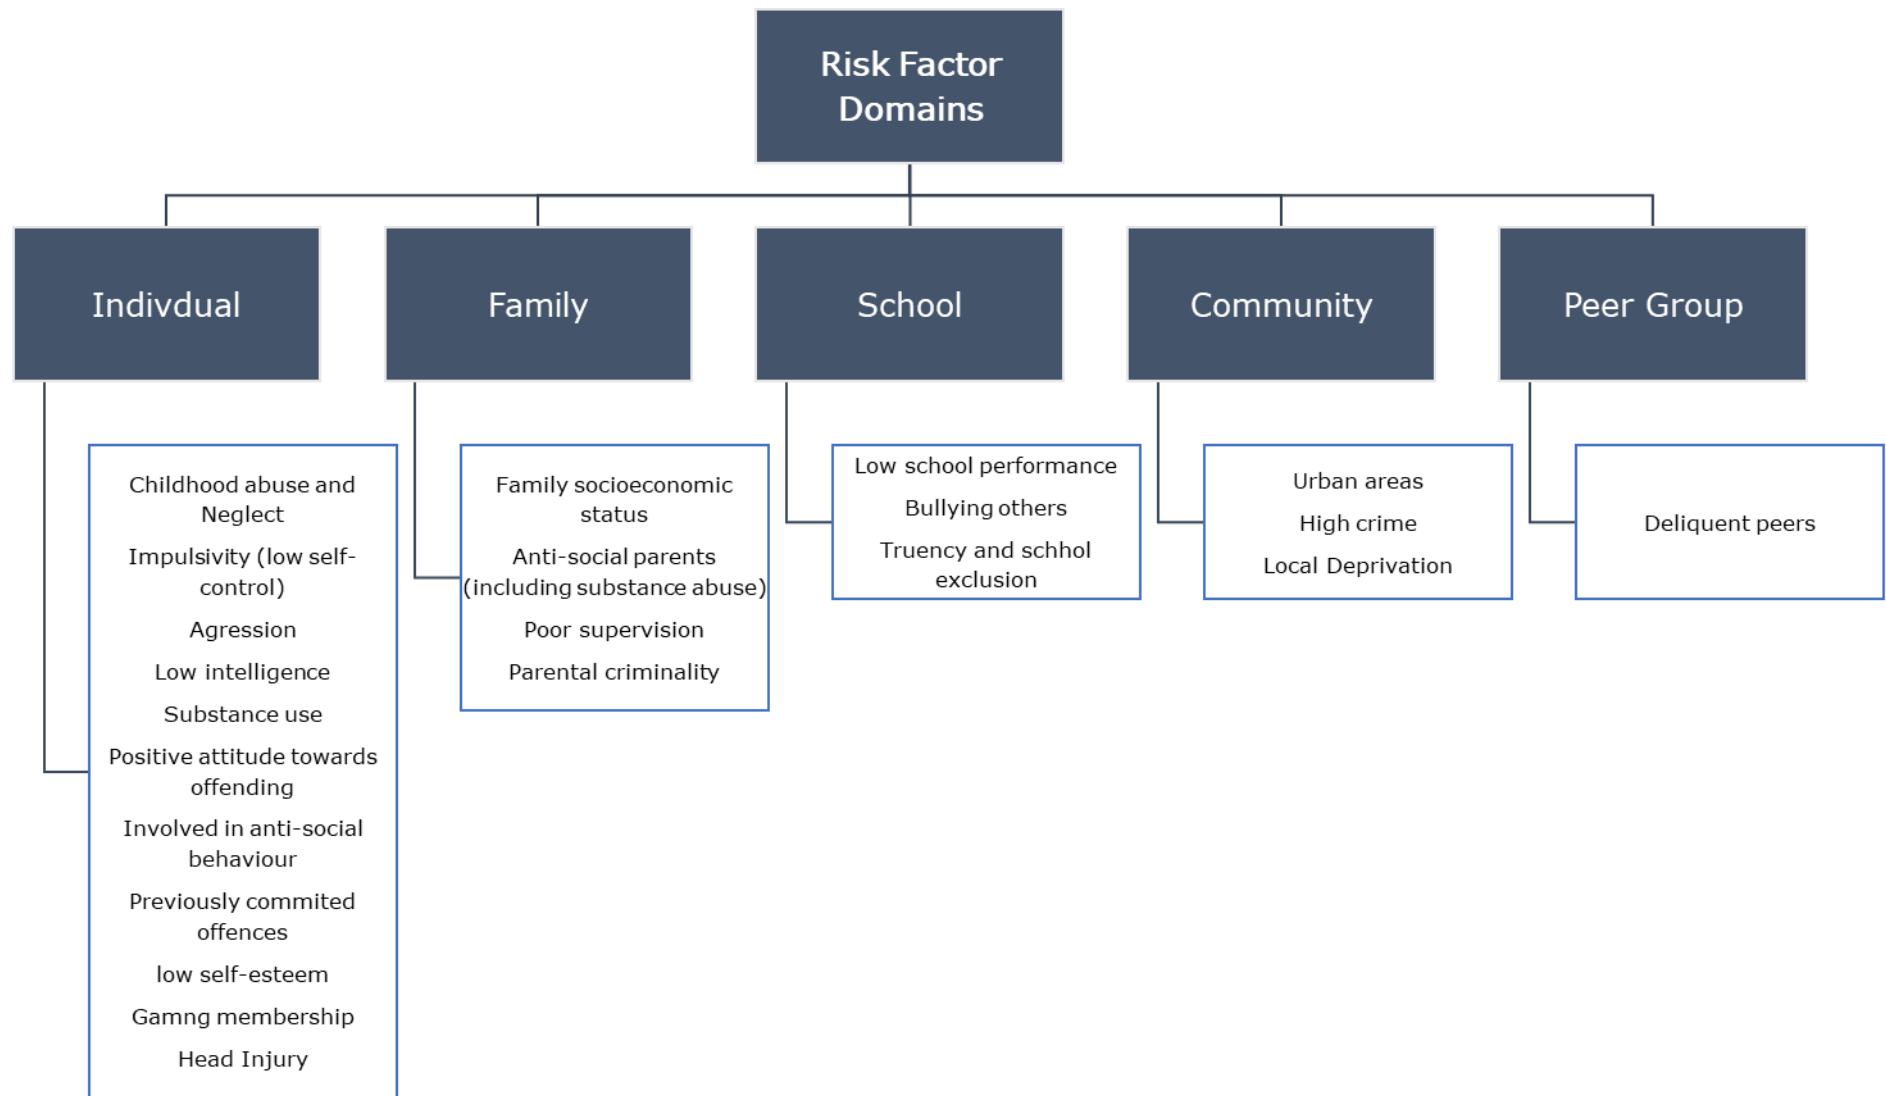 Risk Factor
Domains
Indivdual
Family
School
Community
Peer Group
Childhood abuse and
Neglect
Impulsivity (low self-
control)
Agression
Low intelligence
Substance use
Positive attitude towards
offending
Involved in anti-social
behaviour
Previously commited
offences
low self-esteem
Gamng membership
Head Injury
Family socioeconomic
status
Anti-social parents
(including substance abuse)
Poor supervision
Parental criminality
Low school performance
Bullying others
Truency and schhol
exclusion
Urban areas
High crime
Local Deprivation
Deliquent peers